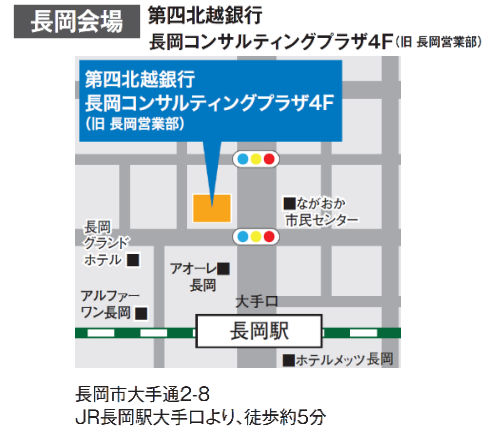 長岡会場
第四北越銀行
長岡コンサルティングプラザ4F(旧 長岡営業部)
第四北越銀行
長岡コンサルティングプラザ4F
(旧 長岡営業部)
ながおか
市民センター
長岡
グランド
ホテル
アオーレ
長岡
アルファー
ワン長岡
大手口
長岡駅
ホテルメッツ長岡
長岡市大手通2-8
JR長岡駅大手口より、徒歩約5分